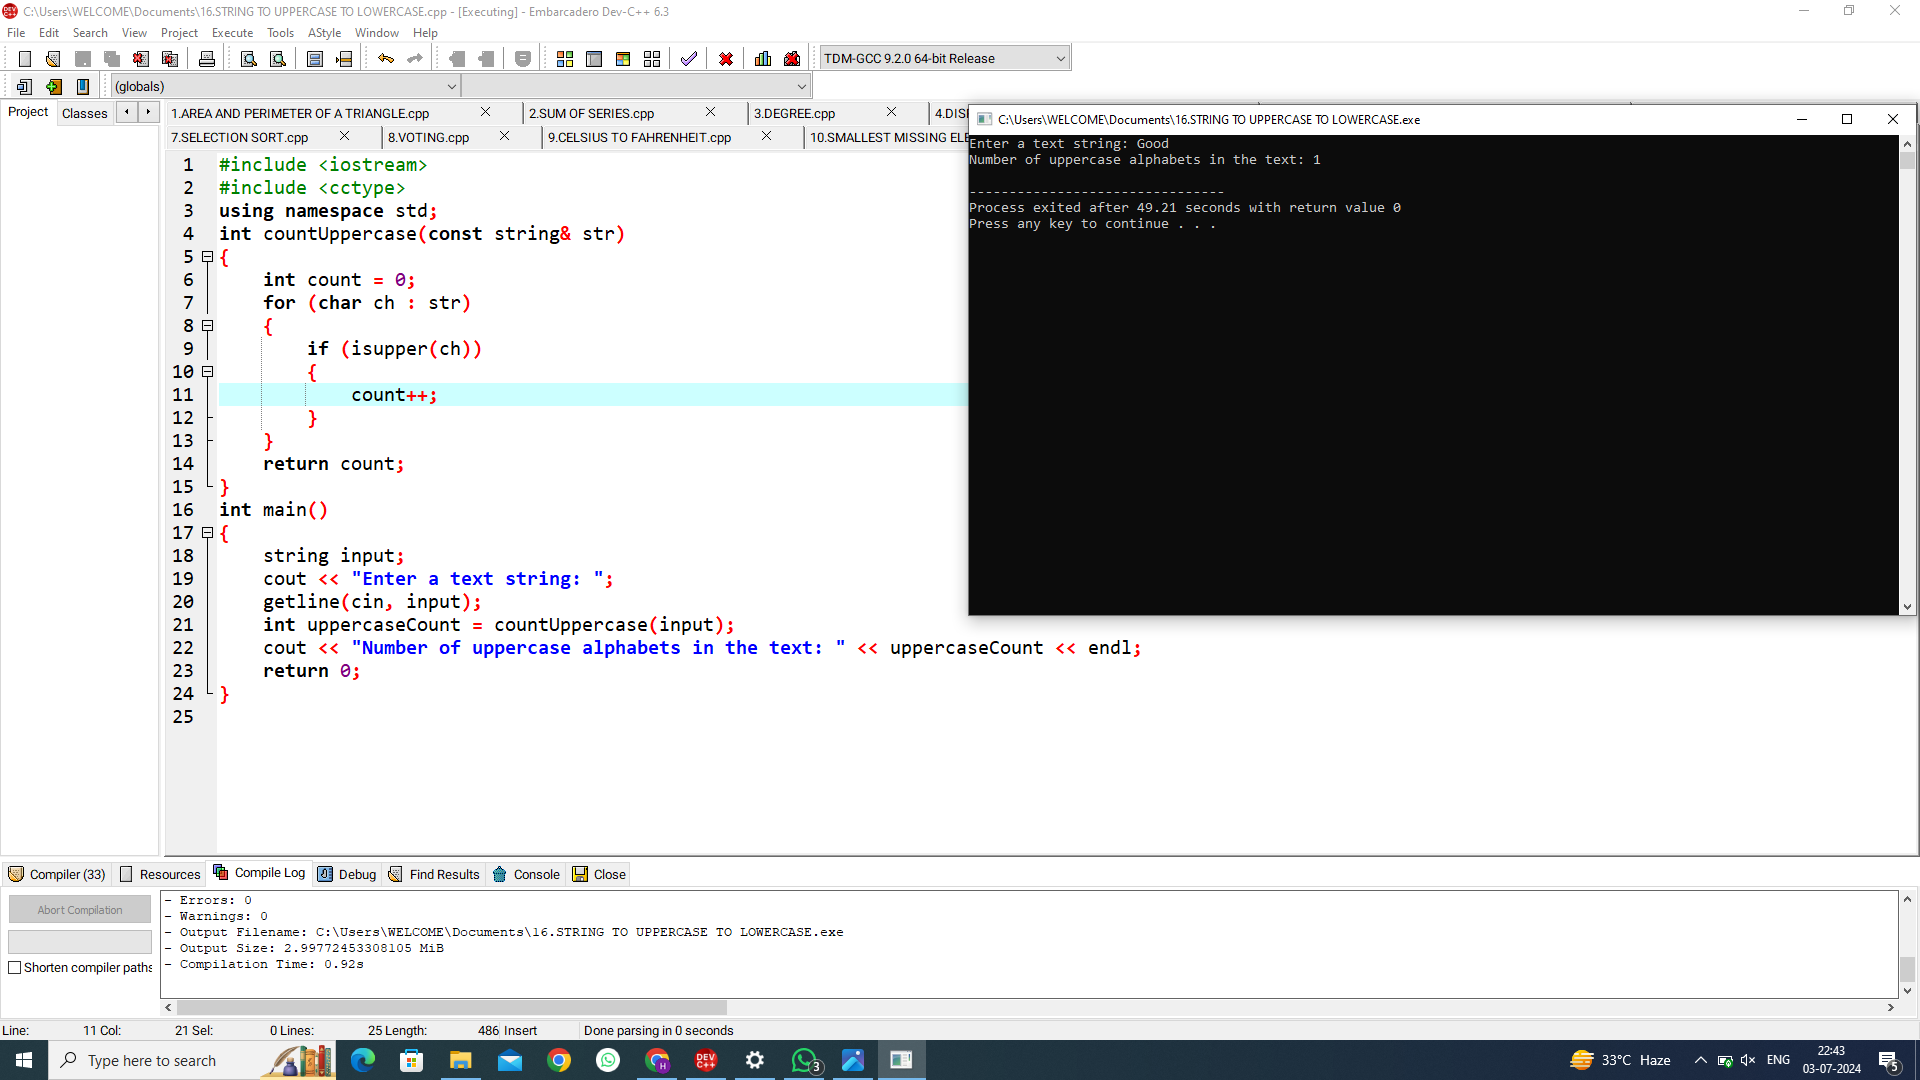 C:\Users\WELCOME\Documents\16.STRING TO UPPERCASE TO LOWERCASE.cpp - [Executing] - Embarcadero Dev-C++ 6.3
File Edit Search View Project Execute Tools AStyle Window Help
TDM-GCC 9.2.0 64-bit Release
(globals)
Project Classes
1.AREA AND PERIMETER OF A TRIANGLE.cpp 2.SUM OF SERIES.cpp 3.DEGREE.cpp
7.SELECTION SORT.cpp 8.VOTING.cpp 9.CELSIUS TO FAHRENHEIT.cpp 10.SMALLEST MISSING
1 #include <iostream>
2 #include <cctype>
3 using namespace std;
4 int countUppercase(const string& str)
5 {
6 int count = 0;
7 for (char ch : str)
8 {
9 if (isupper(ch))
10 {
11 count++;
12 }
13 }
14 return count;
15 }
16 int main()
17 {
18 string input;
19 cout << "Enter a text string: ";
20 getline(cin, input);
21 int uppercaseCount = countUppercase(input);
22 cout << "Number of uppercase alphabets in the text: " << uppercaseCount << endl;
23 return 0;
24 }
25
C:\Users\WELCOME\Documents\16.STRING TO UPPERCASE TO LOWERCASE.exe
Enter a text string: Good
Number of uppercase alphabets in the text: 1
--------------------------------
Process exited after 49.21 seconds with return value 0
Press any key to continue . . .
Compiler (33) Resources Compile Log Debug Find Results Console Close
Abort Compilation
Shorten compiler paths
- Errors: 0
- Warnings: 0
- Output Filename: C:\Users\WELCOME\Documents\16.STRING TO UPPERCASE TO LOWERCASE.exe
- Output Size: 2.99772453308105 MiB
- Compilation Time: 0.92s
Line: 11 Col: 21 Sel: 0 Lines: 25 Length: 486 Insert Done parsing in 0 seconds
Type here to search
DEV C++
H
3
33°C Haze
ENG
22:43
03-07-2024
5